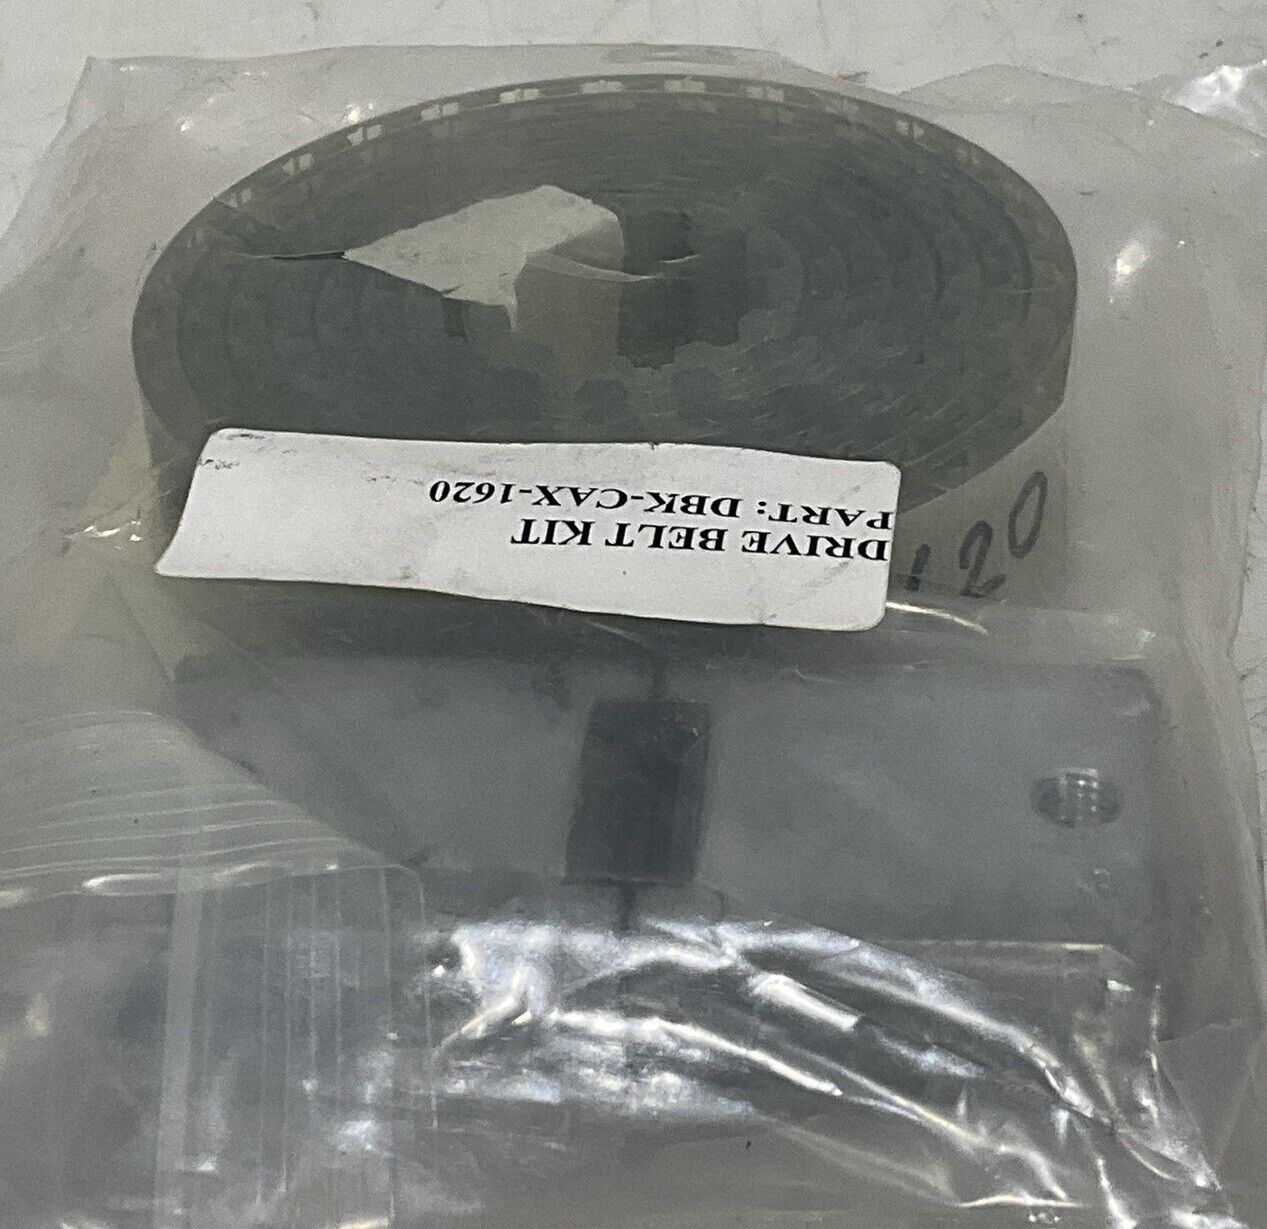 DRIVE BELT KIT
PART: DBK-CAX-1620
120